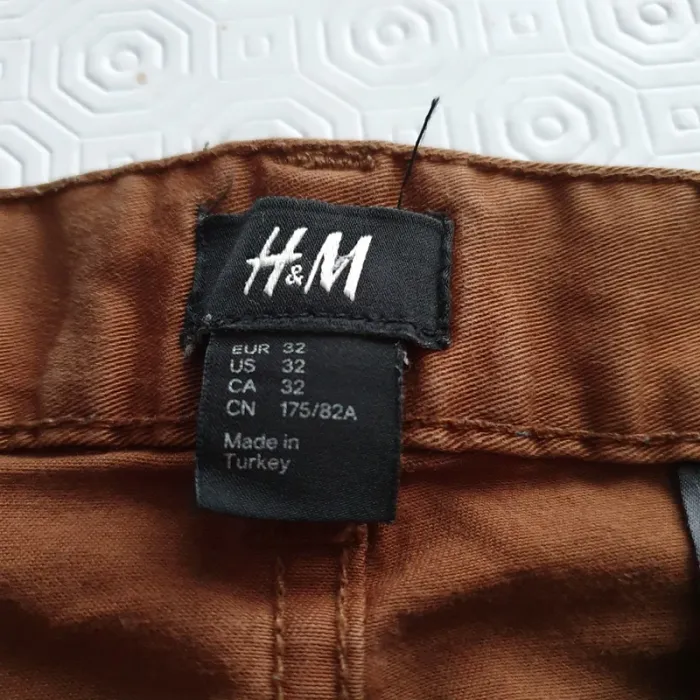 H&M
EUR 32
US 32
CA 32
CN 175/82A
Made in
Turkey